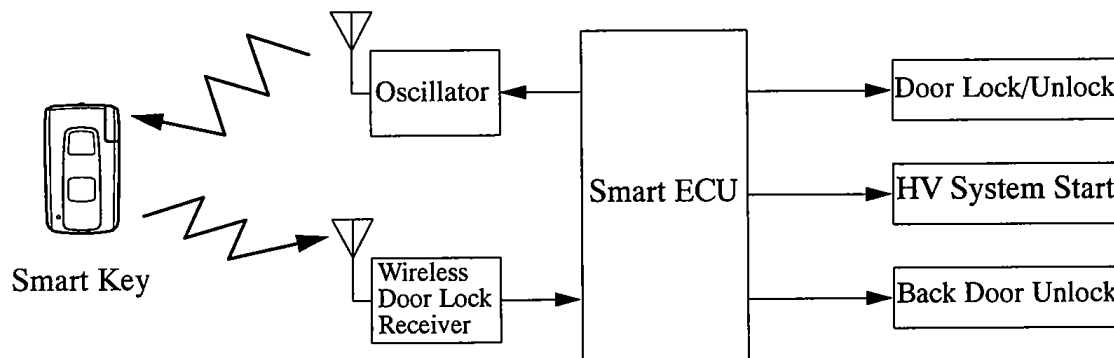 Oscillator
Door Lock/Unlock
Smart ECU
HV System Start
Smart Key
Wireless
Door Lock
Receiver
Back Door Unlock